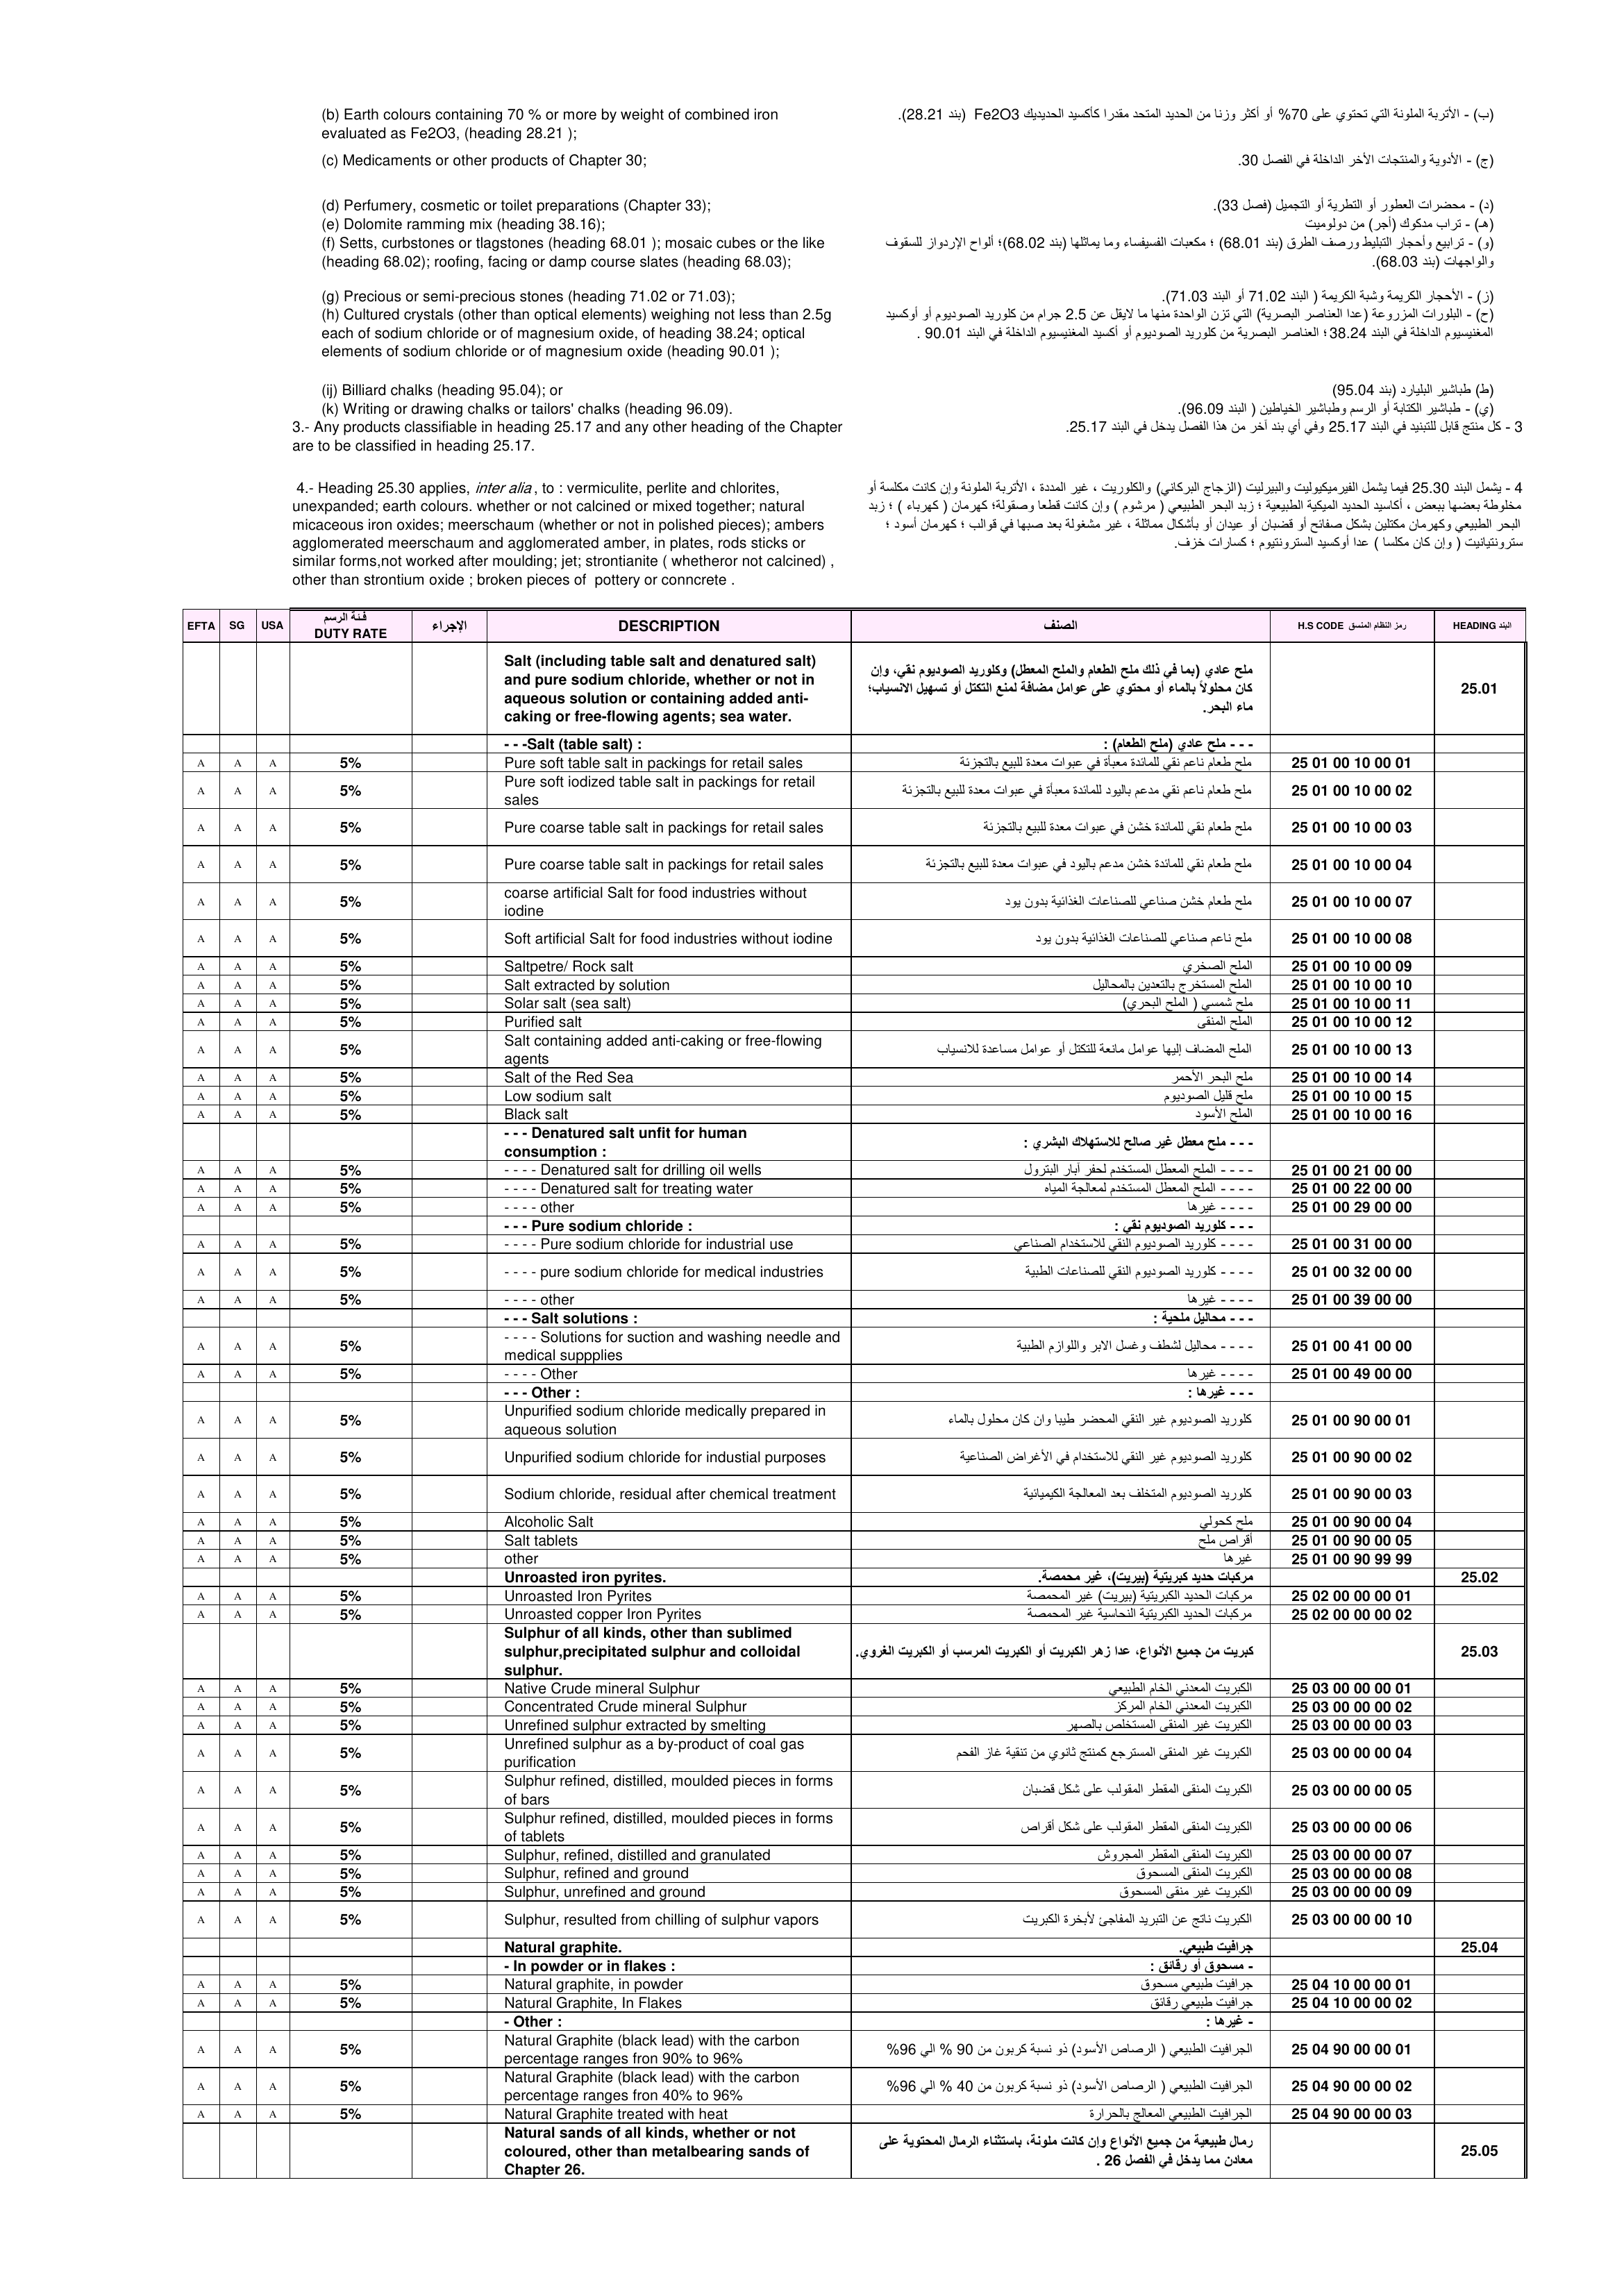 (b) Earth colours containing 70 % or more by weight of combined iron
evaluated as Fe2O3, (heading 28.21 );
(ب) - الأتربة الملونة التي تحتوي على 70% أو أكثر وزنا من الحديد المتحد مقدرا كأكسيد الحديديك Fe2O3 (بند 28.21).
(c) Medicaments or other products of Chapter 30;
(ج) - الأدوية والمنتجات الأخر الداخلة في الفصل 30.
(d) Perfumery, cosmetic or toilet preparations (Chapter 33);
(د) - محضرات العطور أو التطرية أو التجميل (فصل 33).
(e) Dolomite ramming mix (heading 38.16);
(هـ) - تراب مدكوك (أجر) من دولوميت
(f) Setts, curbstones or tlagstones (heading 68.01 ); mosaic cubes or the like
(heading 68.02); roofing, facing or damp course slates (heading 68.03);
(و) - ترابيع وأحجار التبليط ورصف الطرق (بند 68.01) ؛ مكعبات الفسيفساء وما يماثلها (بند 68.02)؛ ألواح الإردواز للسقوف
والواجهات (بند 68.03).
(g) Precious or semi-precious stones (heading 71.02 or 71.03);
(ز) - الأحجار الكريمة وشبة الكريمة ( البند 71.02 أو البند 71.03).
(h) Cultured crystals (other than optical elements) weighing not less than 2.5g
each of sodium chloride or of magnesium oxide, of heading 38.24; optical
elements of sodium chloride or of magnesium oxide (heading 90.01 );
(ح) - البلورات المزروعة (عدا العناصر البصرية) التي تزن الواحدة منها ما لايقل عن 2.5 جرام من كلوريد الصوديوم أو أوكسيد
المغنيسيوم الداخلة في البند 38.24 ؛ العناصر البصرية من كلوريد الصوديوم أو أكسيد المغنيسيوم الداخلة في البند 90.01 .
(ij) Billiard chalks (heading 95.04); or
(ط) طباشير البليارد (بند 95.04)
(k) Writing or drawing chalks or tailors' chalks (heading 96.09).
(ي) - طباشير الكتابة أو الرسم وطباشير الخياطين ( البند 96.09).
3.- Any products classifiable in heading 25.17 and any other heading of the Chapter
are to be classified in heading 25.17.
3 - كل منتج قابل للتبنيد في البند 25.17 وفي أي بند آخر من هذا الفصل يدخل في البند 25.17.
4.- Heading 25.30 applies, inter alia , to : vermiculite, perlite and chlorites,
unexpanded; earth colours. whether or not calcined or mixed together; natural
micaceous iron oxides; meerschaum (whether or not in polished pieces); ambers
agglomerated meerschaum and agglomerated amber, in plates, rods sticks or
similar forms,not worked after moulding; jet; strontianite ( whetheror not calcined) ,
other than strontium oxide ; broken pieces of pottery or conncrete .
4 - يشمل البند 25.30 فيما يشمل الفيرميكيوليت والبيرليت (الزجاج البركاني) والكلوريت ، غير المددة ، الأتربة الملونة وإن كانت مكلسة أو
مخلوطة بعضها ببعض ، أكاسيد الحديد الميكية الطبيعية ؛ زبد البحر الطبيعي ( مرشوم ) وإن كانت قطعا وصقولة؛ كهرمان ( كهرباء ) ؛ زبد
البحر الطبيعي وكهرمان مكتلين بشكل صفائح أو قضبان أو عيدان أو بأشكال مماثلة ، غير مشغولة بعد صبها في قوالب ؛ كهرمان أسود ؛
سترونتيانيت ( وإن كان مكلسا ) عدا أوكسيد السترونتيوم ؛ كسارات خزف.
EFTA SG USA فئة الرسم DUTY RATE الإجراء DESCRIPTION الصنف H.S CODE رمز النظام المنسق HEADING البند
Salt (including table salt and denatured salt)
and pure sodium chloride, whether or not in
aqueous solution or containing added anti-
caking or free-flowing agents; sea water.
ملح عادي (بما في ذلك ملح الطعام والملح المعطل) وكلوريد الصوديوم نقي، وإن
كان محلولاً بالماء أو محتوي على عوامل مضافة لمنع التكتل أو تسهيل الانسياب؛
ماء البحر.
25.01
- - -Salt (table salt) : - - - ملح عادي (ملح الطعام) :
A A A 5% Pure soft table salt in packings for retail sales ملح طعام ناعم نقي للمائدة معبأة في عبوات معدة للبيع بالتجزئة 25 01 00 10 00 01
A A A 5% Pure soft iodized table salt in packings for retail
sales ملح طعام ناعم نقي مدعم باليود للمائدة معبأة في عبوات معدة للبيع بالتجزئة 25 01 00 10 00 02
A A A 5% Pure coarse table salt in packings for retail sales ملح طعام نقي للمائدة خشن في عبوات معدة للبيع بالتجزئة 25 01 00 10 00 03
A A A 5% Pure coarse table salt in packings for retail sales ملح طعام نقي للمائدة خشن مدعم باليود في عبوات معدة للبيع بالتجزئة 25 01 00 10 00 04
A A A 5% coarse artificial Salt for food industries without
iodine ملح طعام خشن صناعي للصناعات الغذائية بدون يود 25 01 00 10 00 07
A A A 5% Soft artificial Salt for food industries without iodine ملح ناعم صناعي للصناعات الغذائية بدون يود 25 01 00 10 00 08
A A A 5% Saltpetre/ Rock salt الملح الصخري 25 01 00 10 00 09
A A A 5% Salt extracted by solution الملح المستخرج بالتعدين بالمحاليل 25 01 00 10 00 10
A A A 5% Solar salt (sea salt) ملح شمسي ( الملح البحري) 25 01 00 10 00 11
A A A 5% Purified salt الملح المنقى 25 01 00 10 00 12
A A A 5% Salt containing added anti-caking or free-flowing
agents الملح المضاف إليها عوامل مانعة للتكتل أو عوامل مساعدة للانسياب 25 01 00 10 00 13
A A A 5% Salt of the Red Sea ملح البحر الأحمر 25 01 00 10 00 14
A A A 5% Low sodium salt ملح قليل الصوديوم 25 01 00 10 00 15
A A A 5% Black salt الملح الأسود 25 01 00 10 00 16
- - - Denatured salt unfit for human
consumption : - - - ملح معطل غير صالح للاستهلاك البشري :
A A A 5% - - - - Denatured salt for drilling oil wells - - - - الملح المعطل المستخدم لحفر آبار البترول 25 01 00 21 00 00
A A A 5% - - - - Denatured salt for treating water - - - - الملح المعطل المستخدم لمعالجة المياه 25 01 00 22 00 00
A A A 5% - - - - other - - - - غيرها 25 01 00 29 00 00
- - - Pure sodium chloride : - - - كلوريد الصوديوم نقي :
A A A 5% - - - - Pure sodium chloride for industrial use - - - - كلوريد الصوديوم النقي للاستخدام الصناعي 25 01 00 31 00 00
A A A 5% - - - - pure sodium chloride for medical industries - - - - كلوريد الصوديوم النقي للصناعات الطبية 25 01 00 32 00 00
A A A 5% - - - - other - - - - غيرها 25 01 00 39 00 00
- - - Salt solutions : - - - محاليل ملحية :
A A A 5% - - - - Solutions for suction and washing needle and
medical suppplies - - - - محاليل لشطف وغسل الابر واللوازم الطبية 25 01 00 41 00 00
A A A 5% - - - - Other - - - - غيرها 25 01 00 49 00 00
- - - Other : - - - غيرها :
A A A 5% Unpurified sodium chloride medically prepared in
aqueous solution كلوريد الصوديوم غير النقي المحضر طيبا وان كان محلول بالماء 25 01 00 90 00 01
A A A 5% Unpurified sodium chloride for industial purposes كلوريد الصوديوم غير النقي للاستخدام في الأغراض الصناعية 25 01 00 90 00 02
A A A 5% Sodium chloride, residual after chemical treatment كلوريد الصوديوم المتخلف بعد المعالجة الكيميائية 25 01 00 90 00 03
A A A 5% Alcoholic Salt ملح كحولي 25 01 00 90 00 04
A A A 5% Salt tablets أقراص ملح 25 01 00 90 00 05
A A A 5% other غيرها 25 01 00 90 99 99
Unroasted iron pyrites. مركبات حديد كبريتية (بيريت)، غير محمصة. 25.02
A A A 5% Unroasted Iron Pyrites مركبات الحديد الكبريتية (بيريت) غير المحمصة 25 02 00 00 00 01
A A A 5% Unroasted copper Iron Pyrites مركبات الحديد الكبريتية النحاسية غير المحمصة 25 02 00 00 00 02
Sulphur of all kinds, other than sublimed
sulphur,precipitated sulphur and colloidal
sulphur. كبريت من جميع الأنواع، عدا زهر الكبريت أو الكبريت المرسب أو الكبريت الغروي. 25.03
A A A 5% Native Crude mineral Sulphur الكبريت المعدني الخام الطبيعي 25 03 00 00 00 01
A A A 5% Concentrated Crude mineral Sulphur الكبريت المعدني الخام المركز 25 03 00 00 00 02
A A A 5% Unrefined sulphur extracted by smelting الكبريت غير المنقى المستخلص بالصهر 25 03 00 00 00 03
A A A 5% Unrefined sulphur as a by-product of coal gas
purification الكبريت غير المنقى المسترجع كمنتج ثانوي من تنقية غاز الفحم 25 03 00 00 00 04
A A A 5% Sulphur refined, distilled, moulded pieces in forms
of bars الكبريت المنقى المقطر المقولب على شكل قضبان 25 03 00 00 00 05
A A A 5% Sulphur refined, distilled, moulded pieces in forms
of tablets الكبريت المنقى المقطر المقولب على شكل أقراص 25 03 00 00 00 06
A A A 5% Sulphur, refined, distilled and granulated الكبريت المنقى المقطر المجروش 25 03 00 00 00 07
A A A 5% Sulphur, refined and ground الكبريت المنقى المسحوق 25 03 00 00 00 08
A A A 5% Sulphur, unrefined and ground الكبريت غير منقى المسحوق 25 03 00 00 00 09
A A A 5% Sulphur, resulted from chilling of sulphur vapors الكبريت ناتج عن التبريد المفاجئ لأبخرة الكبريت 25 03 00 00 00 10
Natural graphite. جرافيت طبيعي. 25.04
- In powder or in flakes : - مسحوق أو رقائق :
A A A 5% Natural graphite, in powder جرافيت طبيعي مسحوق 25 04 10 00 00 01
A A A 5% Natural Graphite, In Flakes جرافيت طبيعي رقائق 25 04 10 00 00 02
- Other : - غيرها :
A A A 5% Natural Graphite (black lead) with the carbon
percentage ranges fron 90% to 96% الجرافيت الطبيعي ( الرصاص الأسود) ذو نسبة كربون من 90 % الي 96% 25 04 90 00 00 01
A A A 5% Natural Graphite (black lead) with the carbon
percentage ranges fron 40% to 96% الجرافيت الطبيعي ( الرصاص الأسود) ذو نسبة كربون من 40 % الي 96% 25 04 90 00 00 02
A A A 5% Natural Graphite treated with heat الجرافيت الطبيعي المعالج بالحرارة 25 04 90 00 00 03
Natural sands of all kinds, whether or not
coloured, other than metalbearing sands of
Chapter 26.
رمال طبيعية من جميع الأنواع وإن كانت ملونة، باستثناء الرمال المحتوية على
معادن مما يدخل في الفصل 26 .
25.05